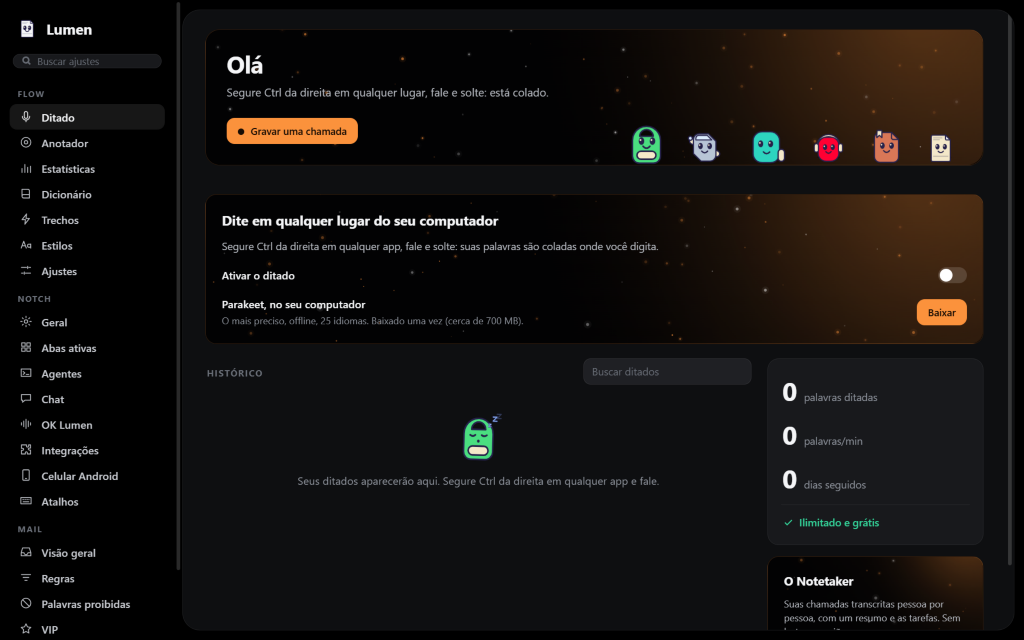 Lumen
Buscar ajustes
FLOW
Ditado
Anotador
Estatísticas
Dicionário
Trechos
Aa Estilos
Ajustes
NOTCH
Geral
Abas ativas
Agentes
Chat
OK Lumen
Integrações
Celular Android
Atalhos
MAIL
Visão geral
Regras
Palavras proibidas
VIP
Olá
Segure Ctrl da direita em qualquer lugar, fale e solte: está colado.
Gravar uma chamada
Dite em qualquer lugar do seu computador
Segure Ctrl da direita em qualquer app, fale e solte: suas palavras são coladas onde você digita.
Ativar o ditado
Parakeet, no seu computador
O mais preciso, offline, 25 idiomas. Baixado uma vez (cerca de 700 MB).
Baixar
HISTÓRICO
Buscar ditados
z z
Seus ditados aparecerão aqui. Segure Ctrl da direita em qualquer app e fale.
0 palavras ditadas
0 palavras/min
0 dias seguidos
Ilimitado e grátis
O Notetaker
Suas chamadas transcritas pessoa por
pessoa, com um resumo e as tarefas. Sem